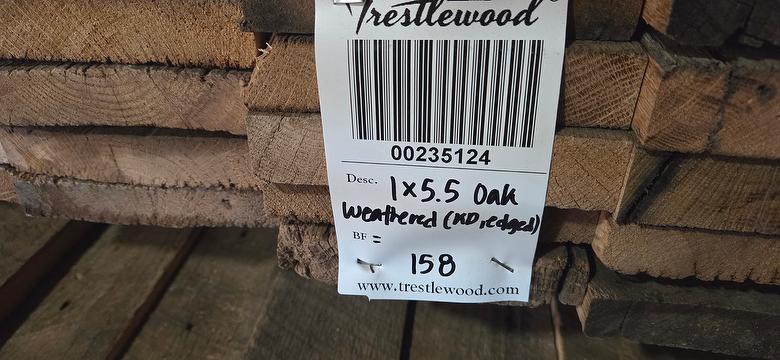 Trestlewood
00235124
Desc. 1x5.5 Oak
Weathered (KD, edged)
BF = 158
www.trestlewood.com